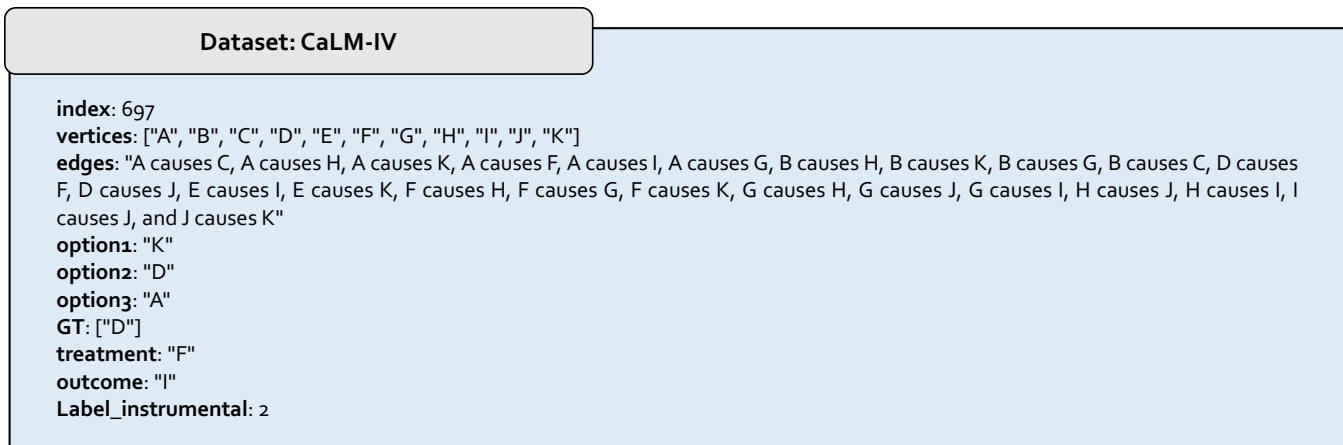 Dataset: CaLM-IV
index: 697
vertices: ["A", "B", "C", "D", "E", "F", "G", "H", "I", "J", "K"]
edges: "A causes C, A causes H, A causes K, A causes F, A causes I, A causes G, B causes H, B causes K, B causes G, B causes C, D causes
F, D causes J, E causes I, E causes K, F causes H, F causes G, F causes K, G causes H, G causes J, G causes I, H causes J, H causes I, I
causes J, and J causes K"
option1: "K"
option2: "D"
option3: "A"
GT: ["D"]
treatment: "F"
outcome: "I"
Label_instrumental: 2